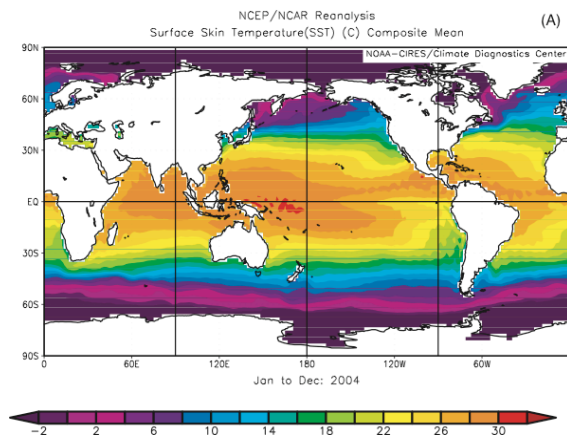 NCEP/NCAR Reanalysis
(A)
Surface Skin Temperature(SST) (C) Composite Mean
NOAA-CIRES/Climate Diagnostics Center
90N
60N
30N
EQ
30S
60S
90S
0 60E 120E 180 120W 60W
Jan to Dec: 2004
-2 2 6 10 14 18 22 26 30